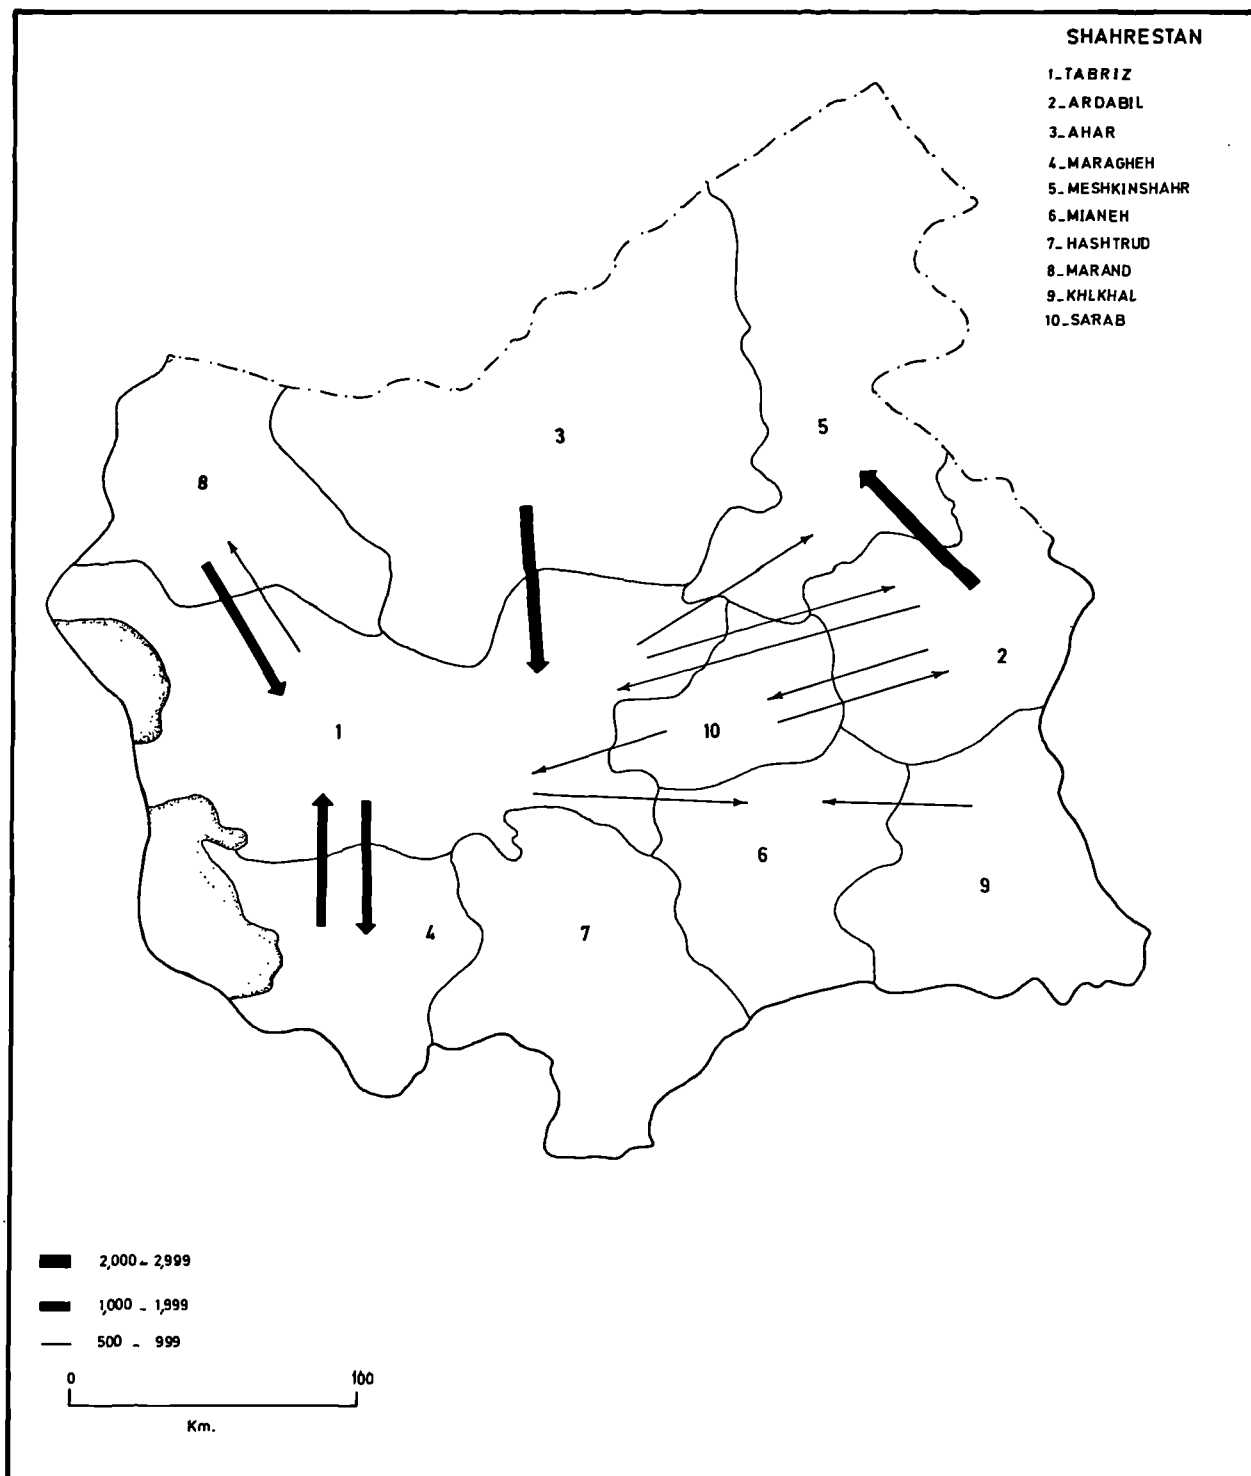 SHAHRESTAN
1_TABRIZ
2_ARDABIL
3_AHAR
4_MARAGHEH
5_MESHKINSHAHR
6_MIANEH
7_HASHTRUD
8_MARAND
9_KHLKHAL
10_SARAB
3
5
8
2
1
10
6
9
4
7
2,000 - 2,999
1,000 - 1,999
500 - 999
0 100
Km.